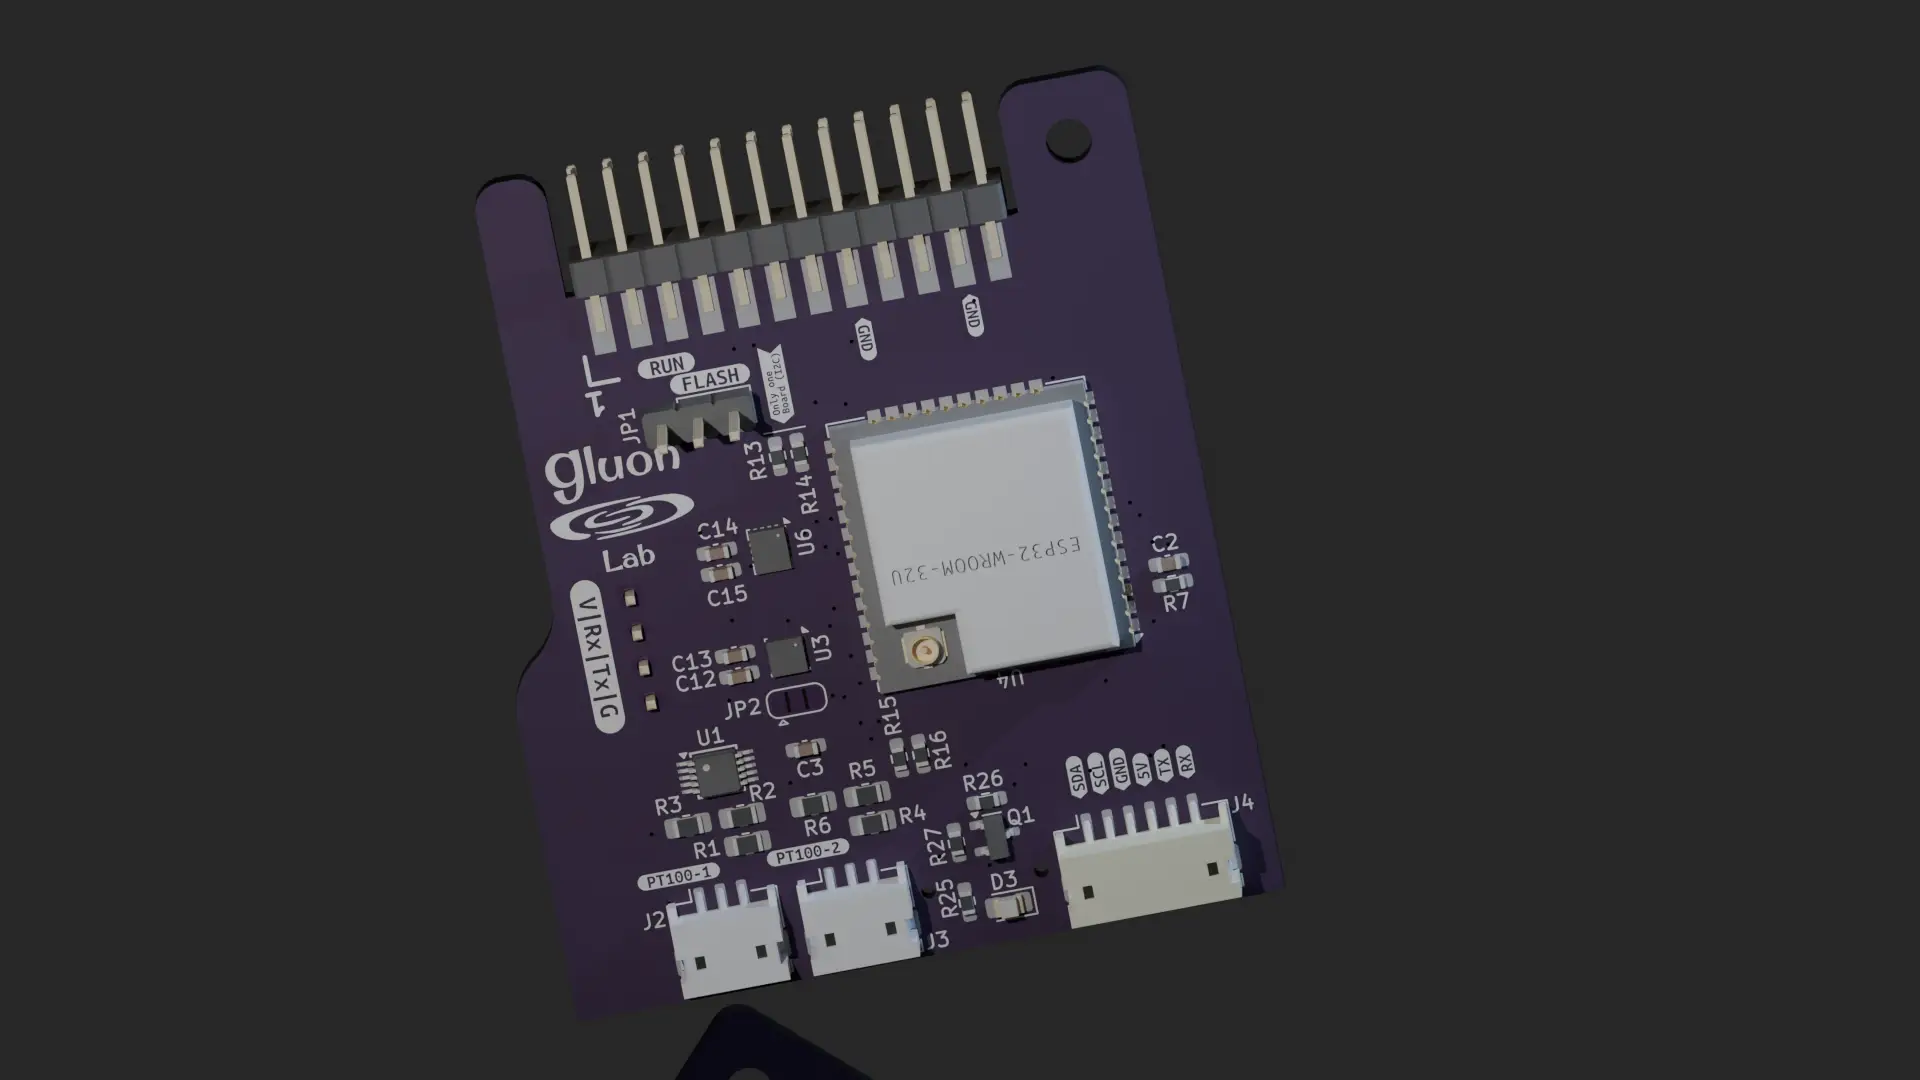 GND
GND
RUN
FLASH
Only one
Board (I2C)
1
JP1
gluon
Lab
R13
R14
C14
U6
C15
ESP32-WROOM-32U
C2
R7
V|Rx|Tx|G
C13
U3
C12
JP2
U4
R15
R16
U1
C3
R5
R3
R2
R6
R4
R1
R26
Q1
R27
SDA
SCL
GND
5V
TX
RX
J4
PT100-2
PT100-1
R25
D3
J2
J3